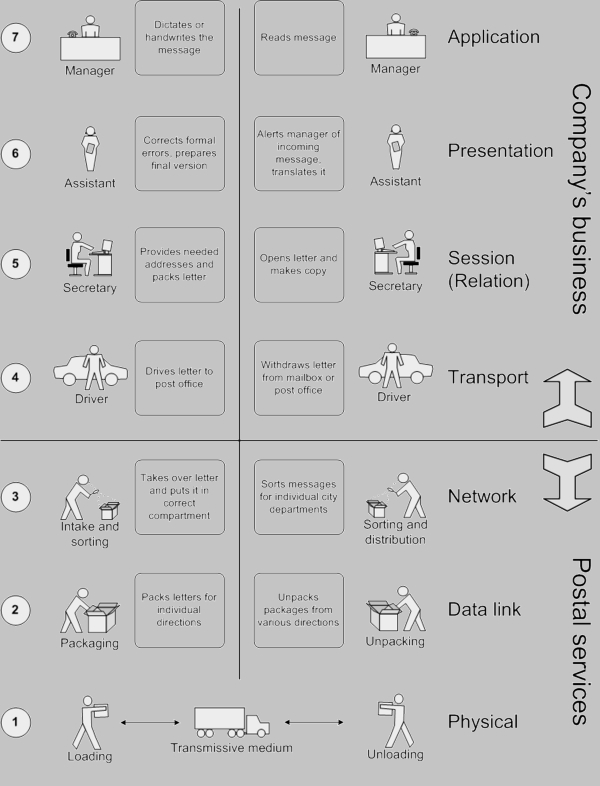 7
Manager
Dictates or
handwrites the
message
Reads message
Manager
Application
6
Assistant
Corrects formal
errors, prepares
final version
Alerts manager of
incoming
message,
translates it
Assistant
Presentation
5
Secretary
Provides needed
addresses and
packs letter
Opens letter and
makes copy
Secretary
Session
(Relation)
Company's business
4
Driver
Drives letter to
post office
Withdraws letter
from mailbox or
post office
Driver
Transport
3
Intake and
sorting
Takes over letter
and puts it in
correct
compartment
Sorts messages
for individual city
departments
Sorting and
distribution
Network
2
Packaging
Packs letters for
individual
directions
Unpacks
packages from
various directions
Unpacking
Data link
Postal services
1
Loading
Transmissive medium
Unloading
Physical